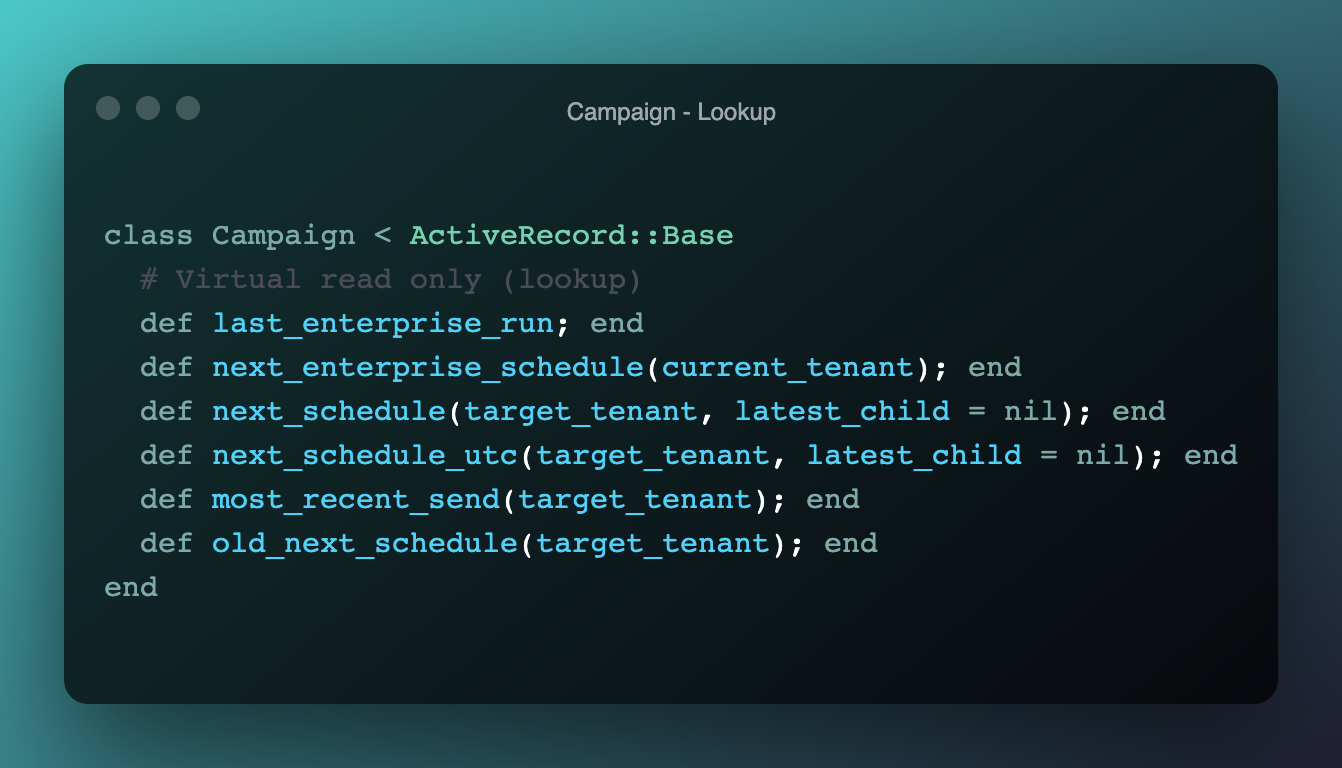 Campaign - Lookup
class Campaign < ActiveRecord::Base
  # Virtual read only (lookup)
  def last_enterprise_run; end
  def next_enterprise_schedule(current_tenant); end
  def next_schedule(target_tenant, latest_child = nil); end
  def next_schedule_utc(target_tenant, latest_child = nil); end
  def most_recent_send(target_tenant); end
  def old_next_schedule(target_tenant); end
end